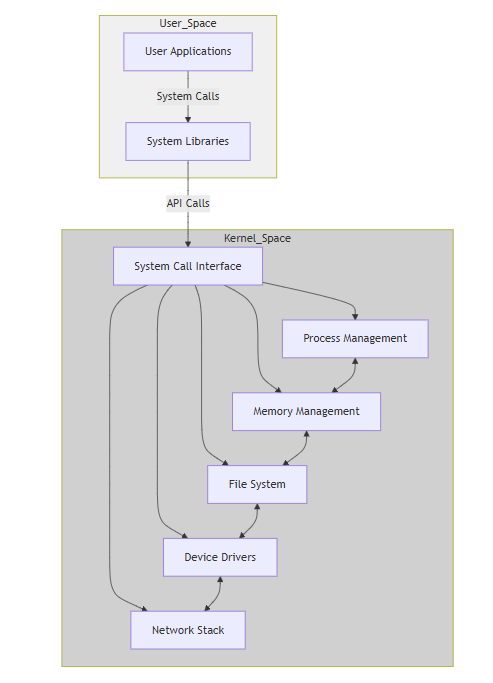 User_Space
User Applications
System Calls
System Libraries
API Calls
Kernel_Space
System Call Interface
Process Management
Memory Management
File System
Device Drivers
Network Stack